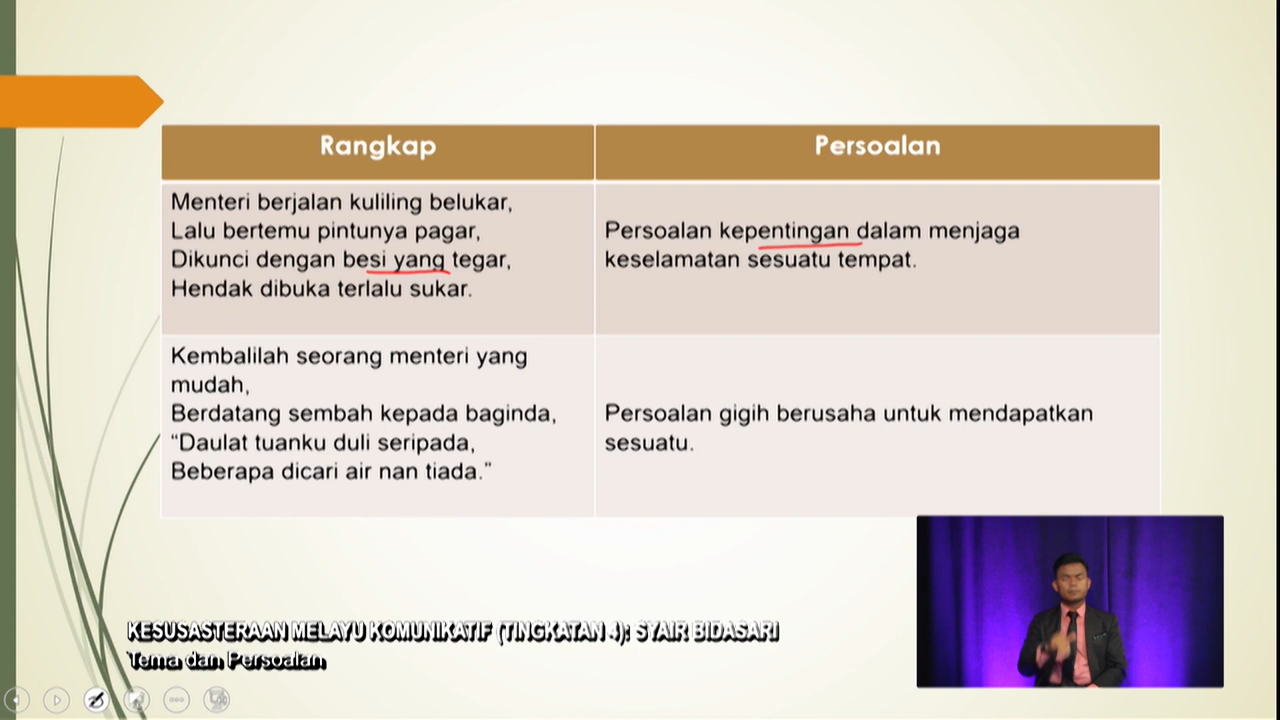 Rangkap
Persoalan
Menteri berjalan kuliling belukar,
Lalu bertemu pintunya pagar,
Dikunci dengan besi yang tegar,
Hendak dibuka terlalu sukar.
Persoalan kepentingan dalam menjaga
keselamatan sesuatu tempat.
Kembalilah seorang menteri yang
mudah,
Berdatang sembah kepada baginda,
“Daulat tuanku duli seripada,
Beberapa dicari air nan tiada.”
Persoalan gigih berusaha untuk mendapatkan
sesuatu.
KESUSASTERAAN MELAYU KOMUNIKATIF (TINGKATAN 4): SYAIR BIDASARI
Tema dan Persoalan